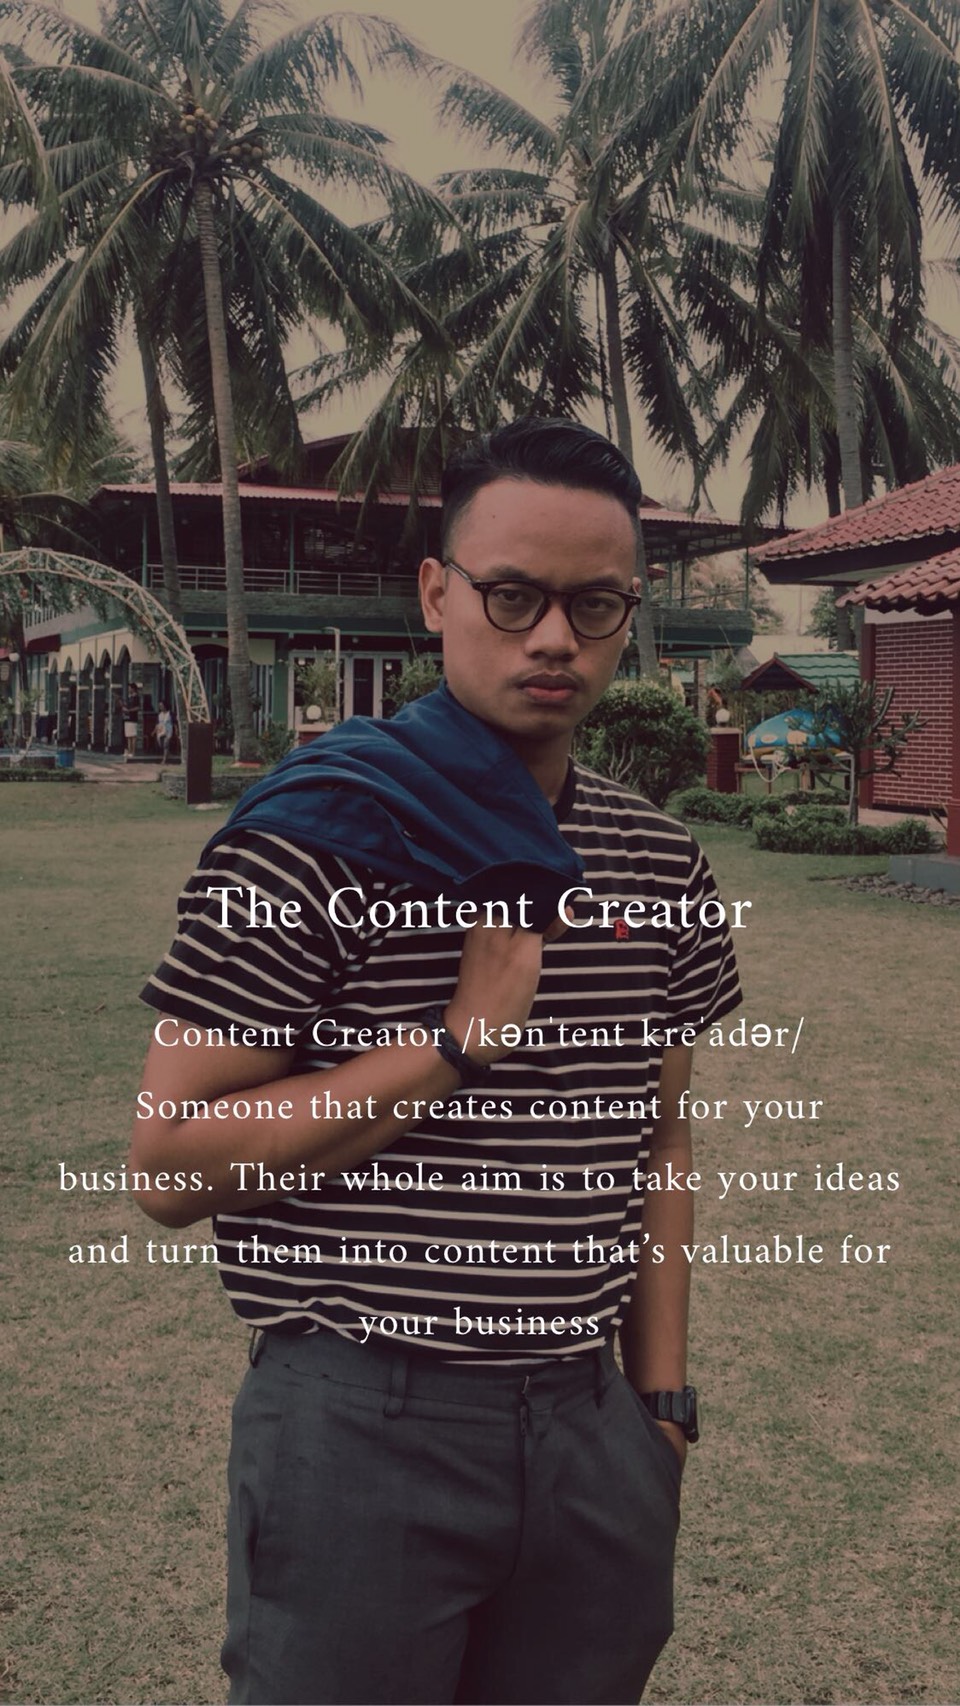 The Content Creator
Content Creator /kənˈtent krēˈādər/
Someone that creates content for your
business. Their whole aim is to take your ideas
and turn them into content that’s valuable for
your business